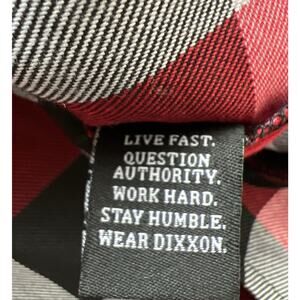 LIVE FAST.
QUESTION
AUTHORITY.
WORK HARD.
STAY HUMBLE.
WEAR DIXXON.